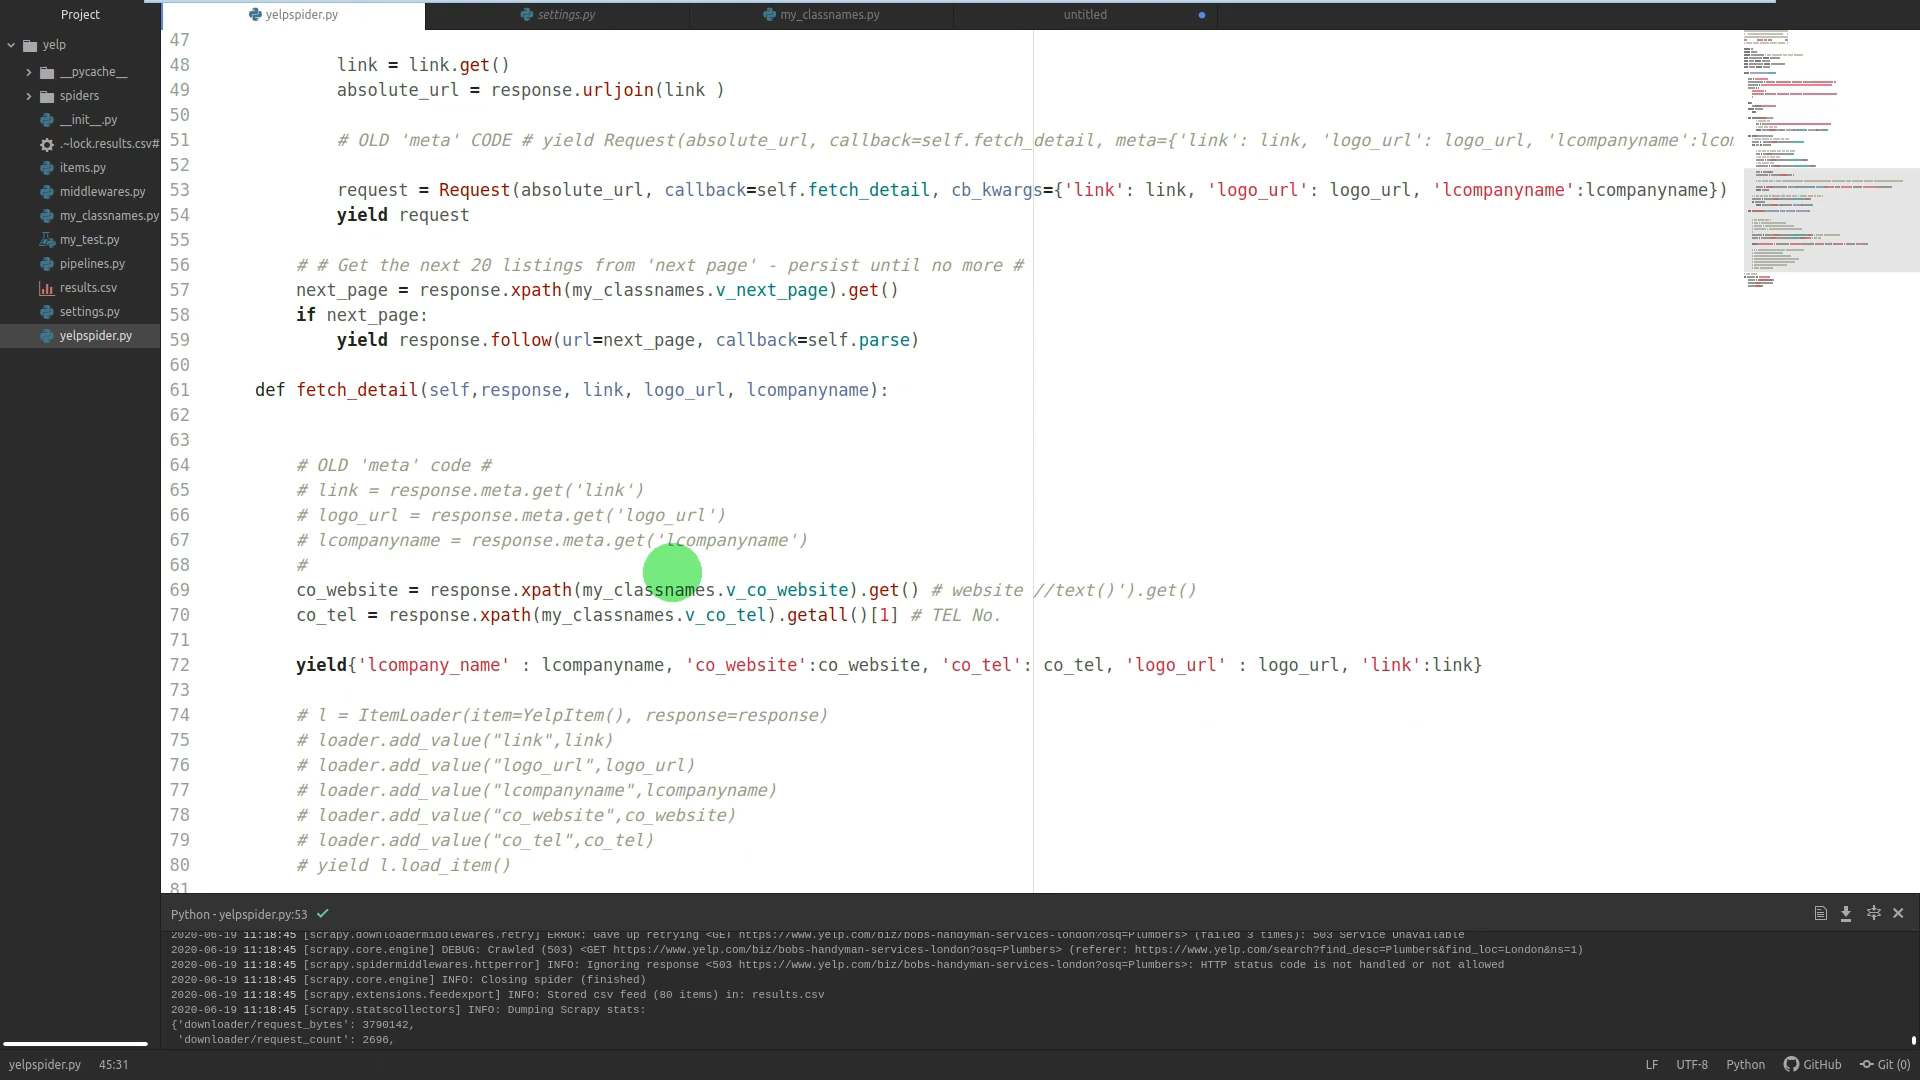 Project
yelpspider.py
settings.py
my_classnames.py
untitled
yelp
__pycache__
spiders
__init__.py
.~lock.results.csv#
items.py
middlewares.py
my_classnames.py
my_test.py
pipelines.py
results.csv
settings.py
yelpspider.py
47
48 link = link.get()
49 absolute_url = response.urljoin(link )
50
51 # OLD 'meta' CODE # yield Request(absolute_url, callback=self.fetch_detail, meta={'link': link, 'logo_url': logo_url, 'lcompanyname':lcom
52
53 request = Request(absolute_url, callback=self.fetch_detail, cb_kwargs={'link': link, 'logo_url': logo_url, 'lcompanyname':lcompanyname})
54 yield request
55
56 # # Get the next 20 listings from 'next page' - persist until no more #
57 next_page = response.xpath(my_classnames.v_next_page).get()
58 if next_page:
59 yield response.follow(url=next_page, callback=self.parse)
60
61 def fetch_detail(self,response, link, logo_url, lcompanyname):
62
63
64 # OLD 'meta' code #
65 # link = response.meta.get('link')
66 # logo_url = response.meta.get('logo_url')
67 # lcompanyname = response.meta.get('lcompanyname')
68 #
69 co_website = response.xpath(my_classnames.v_co_website).get() # website //text()').get()
70 co_tel = response.xpath(my_classnames.v_co_tel).getall()[1] # TEL No.
71
72 yield{'lcompany_name' : lcompanyname, 'co_website':co_website, 'co_tel': co_tel, 'logo_url' : logo_url, 'link':link}
73
74 # l = ItemLoader(item=YelpItem(), response=response)
75 # loader.add_value("link",link)
76 # loader.add_value("logo_url",logo_url)
77 # loader.add_value("lcompanyname",lcompanyname)
78 # loader.add_value("co_website",co_website)
79 # loader.add_value("co_tel",co_tel)
80 # yield l.load_item()
81
Python - yelpspider.py:53
2020-06-19 11:18:45 [scrapy.downloadermiddlewares.retry] ERROR: Gave up retrying <GET https://www.yelp.com/biz/bobs-handyman-services-london?osq=Plumbers> (failed 3 times): 503 Service Unavailable
2020-06-19 11:18:45 [scrapy.core.engine] DEBUG: Crawled (503) <GET https://www.yelp.com/biz/bobs-handyman-services-london?osq=Plumbers> (referer: https://www.yelp.com/search?find_desc=Plumbers&find_loc=London&ns=1)
2020-06-19 11:18:45 [scrapy.spidermiddlewares.httperror] INFO: Ignoring response <503 https://www.yelp.com/biz/bobs-handyman-services-london?osq=Plumbers>: HTTP status code is not handled or not allowed
2020-06-19 11:18:45 [scrapy.core.engine] INFO: Closing spider (finished)
2020-06-19 11:18:45 [scrapy.extensions.feedexport] INFO: Stored csv feed (80 items) in: results.csv
2020-06-19 11:18:45 [scrapy.statscollectors] INFO: Dumping Scrapy stats:
{'downloader/request_bytes': 3790142,
'downloader/request_count': 2696,
yelpspider.py 45:31
LF UTF-8 Python GitHub Git (0)